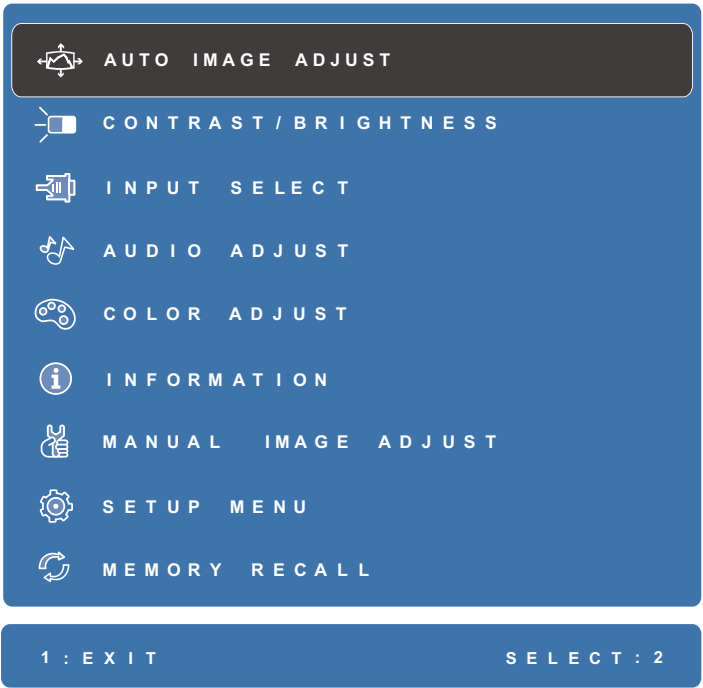 AUTO IMAGE ADJUST
CONTRAST/BRIGHTNESS
INPUT SELECT
AUDIO ADJUST
COLOR ADJUST
INFORMATION
MANUAL IMAGE ADJUST
SETUP MENU
MEMORY RECALL
1:EXIT SELECT:2